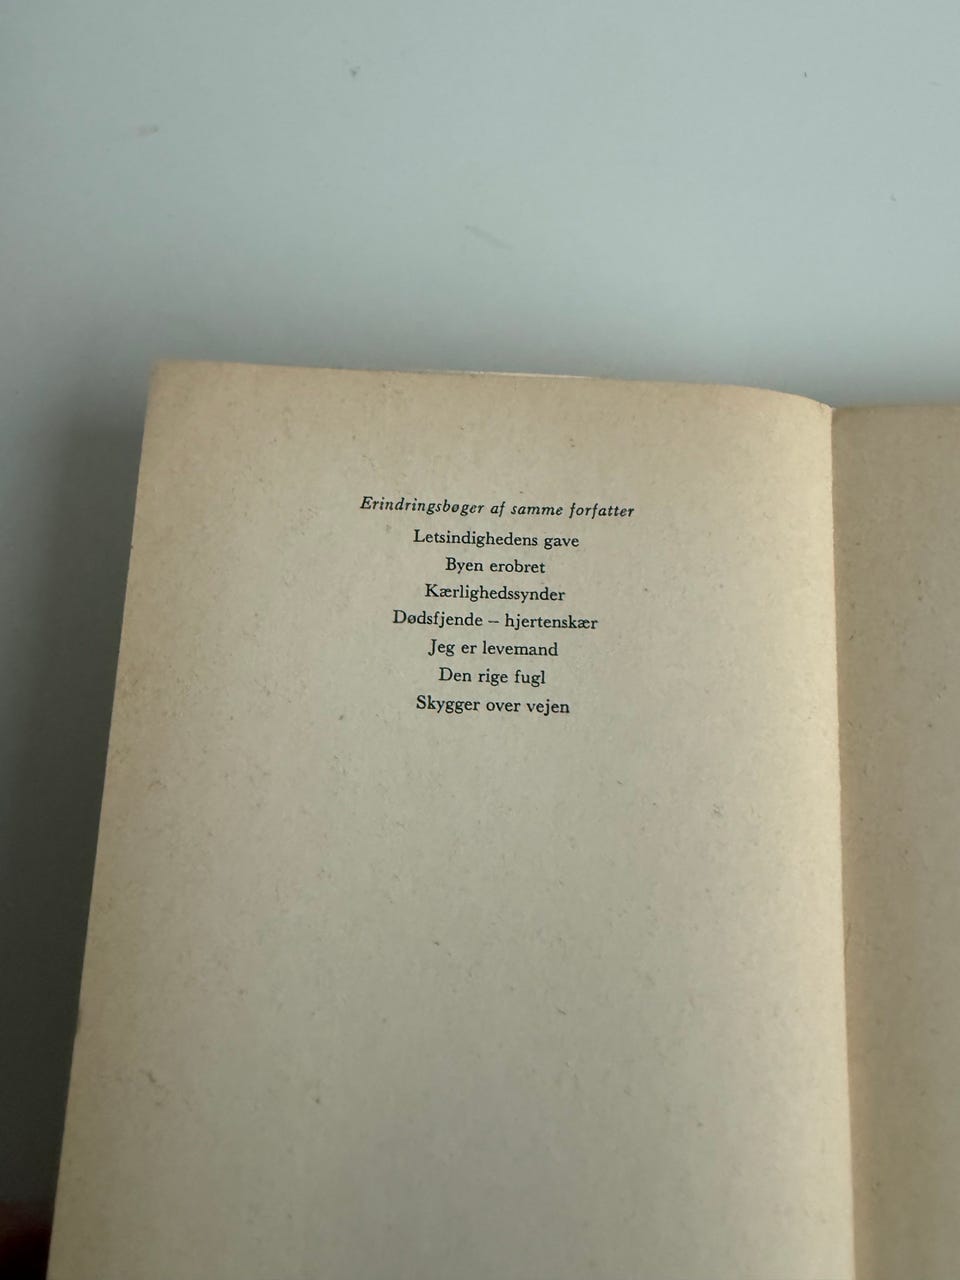 Erindringsbøger af samme forfatter
Letsindighedens gave
Byen erobret
Kærlighedssynder
Dødsfjende – hjertenskær
Jeg er levemand
Den rige fugl
Skygger over vejen